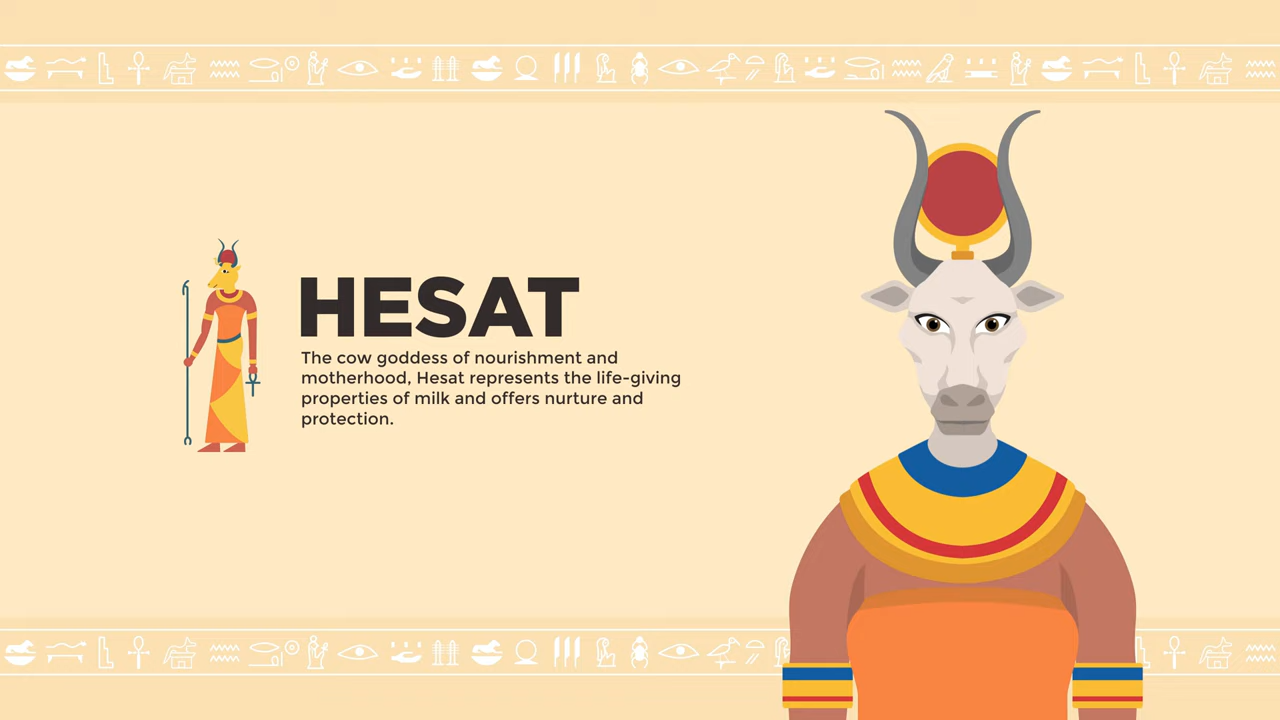 HESAT
The cow goddess of nourishment and
motherhood, Hesat represents the life-giving
properties of milk and offers nurture and
protection.